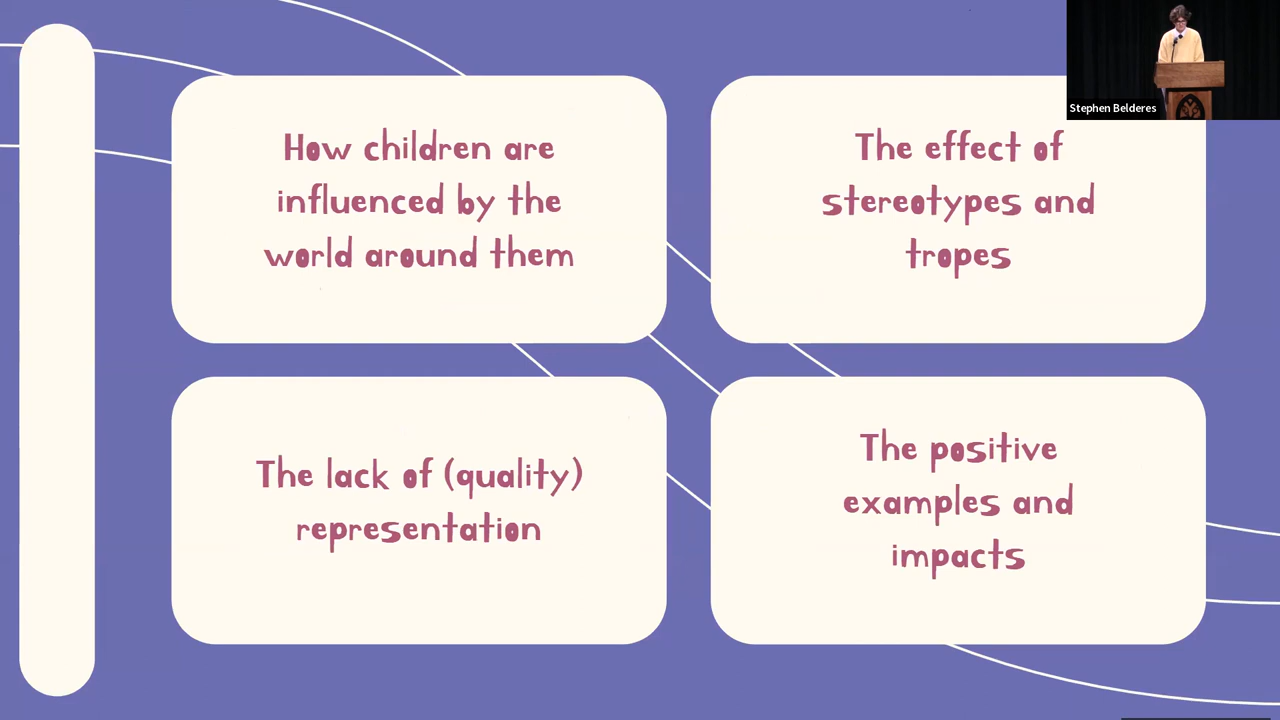 How children are
influenced by the
world around them
The effect of
stereotypes and
tropes
The lack of (quality)
representation
The positive
examples and
impacts
Stephen Belderes